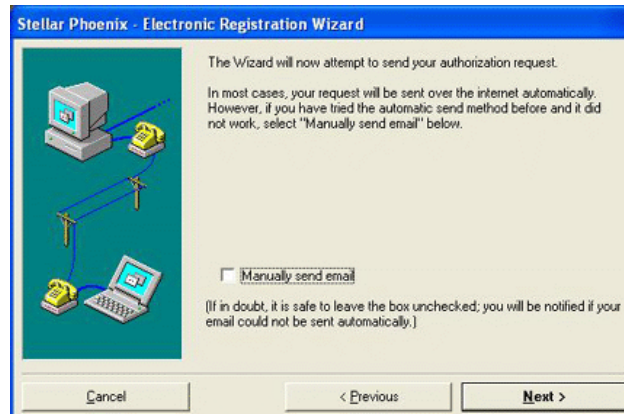 Stellar Phoenix - Electronic Registration Wizard
The Wizard will now attempt to send your authorization request.
In most cases, your request will be sent over the internet automatically.
However, if you have tried the automatic send method before and it did
not work, select "Manually send email" below.
Manually send email
(If in doubt, it is safe to leave the box unchecked; you will be notified if your
email could not be sent automatically.)
Cancel
< Previous
Next >